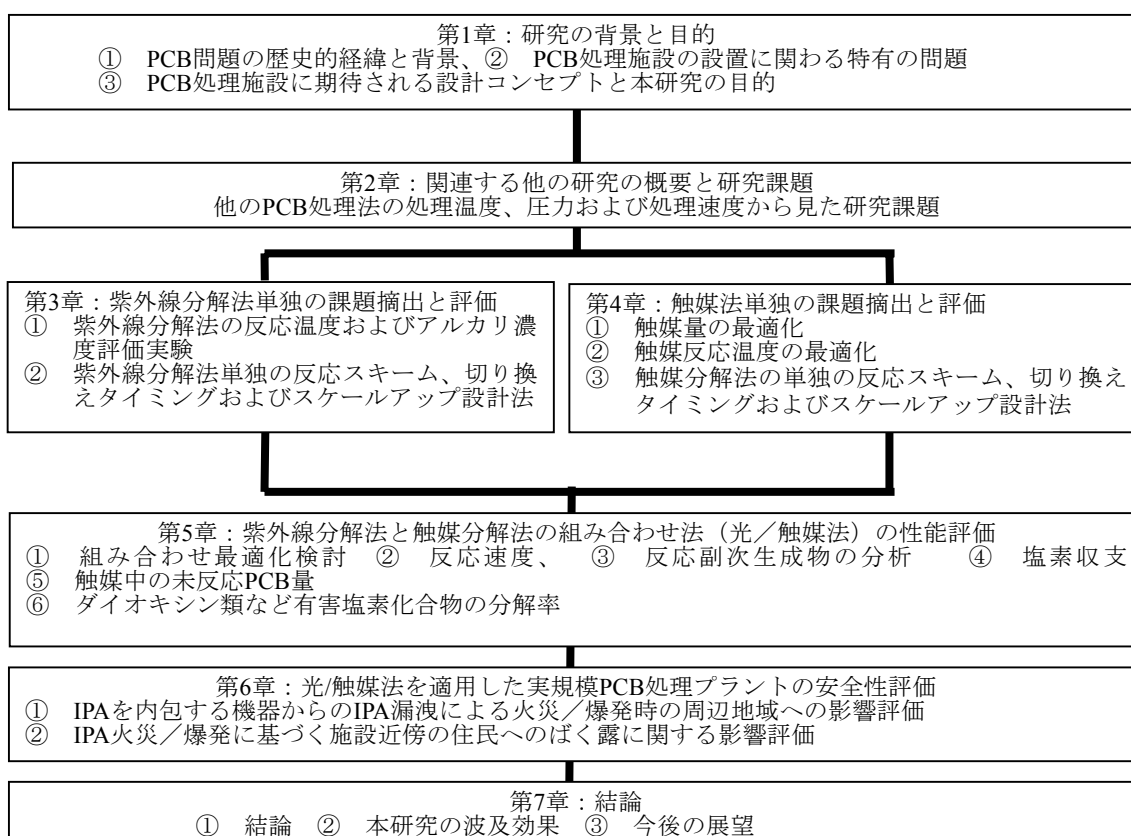 第1章：研究の背景と目的
① PCB問題の歴史的経緯と背景、② PCB処理施設の設置に関わる特有の問題
③ PCB処理施設に期待される設計コンセプトと本研究の目的
第2章：関連する他の研究の概要と研究課題
他のPCB処理法の処理温度、圧力および処理速度から見た研究課題
第3章：紫外線分解法単独の課題摘出と評価
① 紫外線分解法の反応温度およびアルカリ濃
度評価実験
② 紫外線分解法単独の反応スキーム、切り換
えタイミングおよびスケールアップ設計法
第4章：触媒法単独の課題摘出と評価
① 触媒量の最適化
② 触媒反応温度の最適化
③ 触媒分解法の単独の反応スキーム、切り換え
タイミングおよびスケールアップ設計法
第5章：紫外線分解法と触媒分解法の組み合わせ法（光／触媒法）の性能評価
① 組み合わせ最適化検討 ② 反応速度、 ③ 反応副次生成物の分析 ④ 塩素収支
⑤ 触媒中の未反応PCB量
⑥ ダイオキシン類など有害塩素化合物の分解率
第6章：光/触媒法を適用した実規模PCB処理プラントの安全性評価
① IPAを内包する機器からのIPA漏洩による火災／爆発時の周辺地域への影響評価
② IPA火災／爆発に基づく施設近傍の住民へのばく露に関する影響評価
第7章：結論
① 結論 ② 本研究の波及効果 ③ 今後の展望